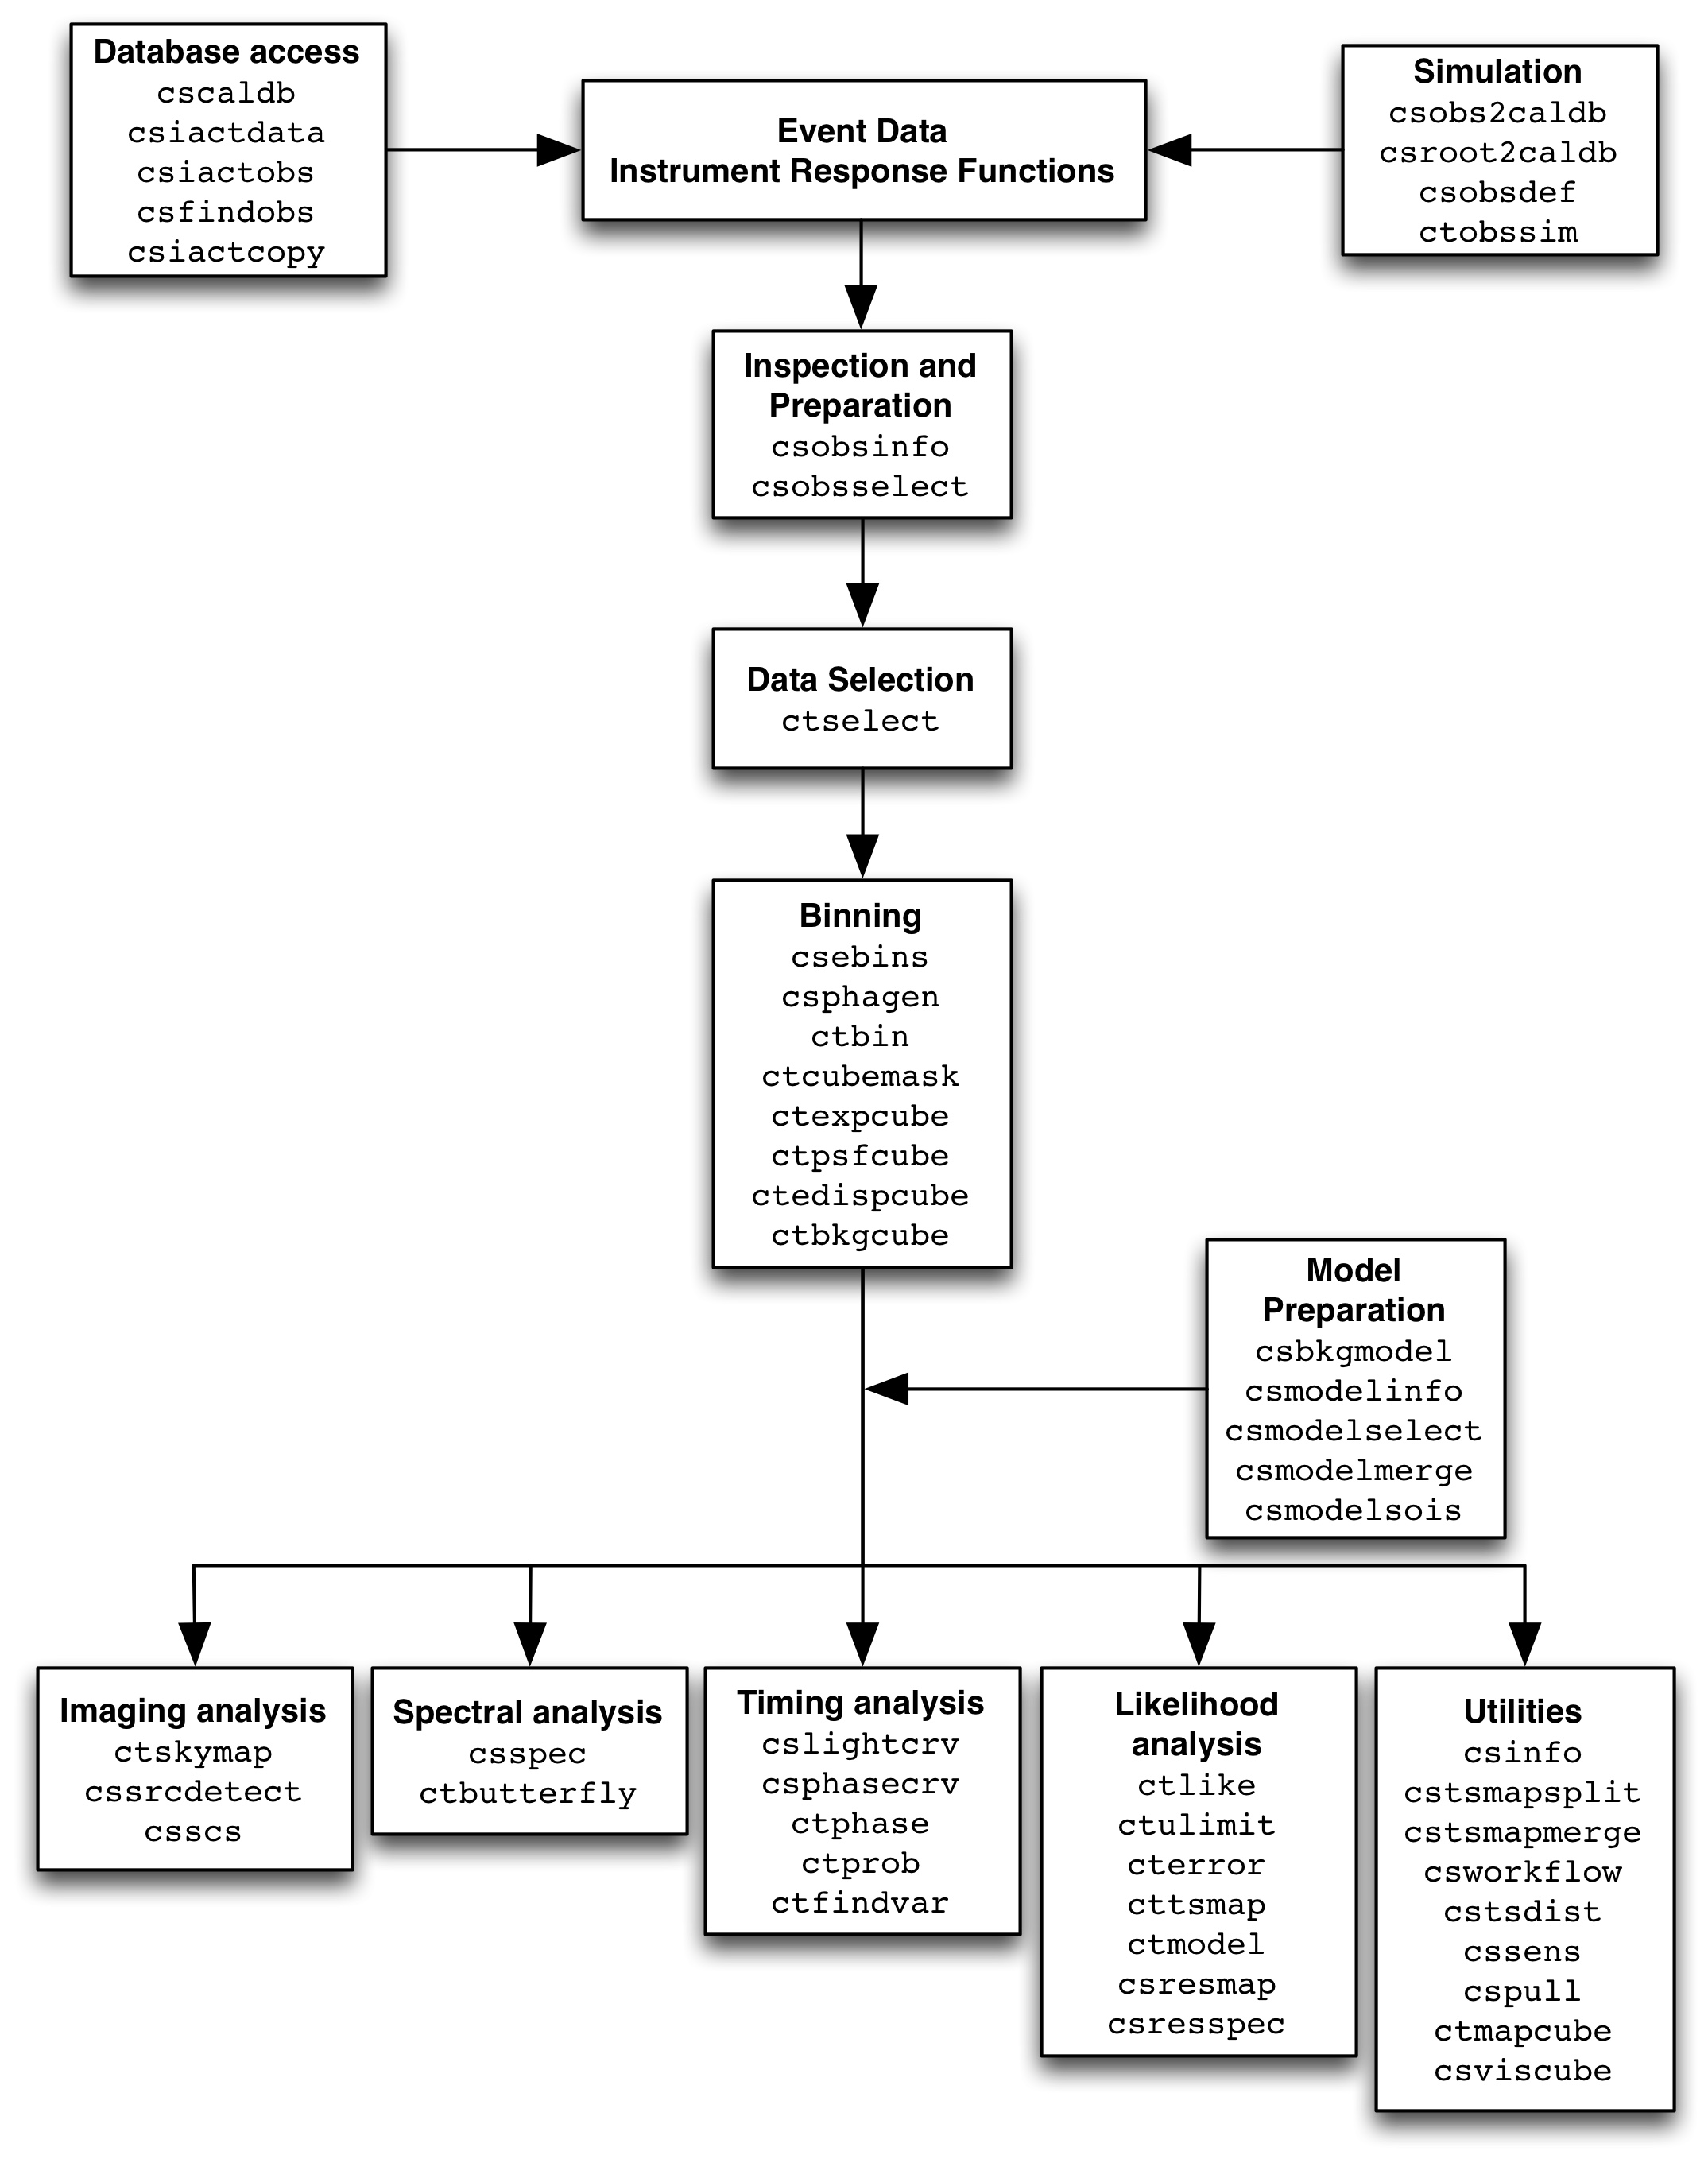 Database access
cscaldb
csiactdata
csiactobs
csfindobs
csiactcopy
Event Data
Instrument Response Functions
Simulation
csobs2caldb
csroot2caldb
csobsdef
ctobssim
Inspection and
Preparation
csobsinfo
csobsselect
Data Selection
ctselect
Binning
csebins
csphagen
ctbin
ctcubemask
ctexpcube
ctpsfcube
ctedispcube
ctbkgcube
Model
Preparation
csbkgmodel
csmodelinfo
csmodelselect
csmodelmerge
csmodelsois
Imaging analysis
ctskymap
cssrcdetect
csscs
Spectral analysis
csspec
ctbutterfly
Timing analysis
cslightcrv
csphasecrv
ctphase
ctprob
ctfindvar
Likelihood
analysis
ctlike
ctulimit
cterror
cttsmap
ctmodel
csresmap
csresspec
Utilities
csinfo
cstsmapsplit
cstsmapmerge
csworkflow
cstsdist
cssens
cspull
ctmapcube
csviscube